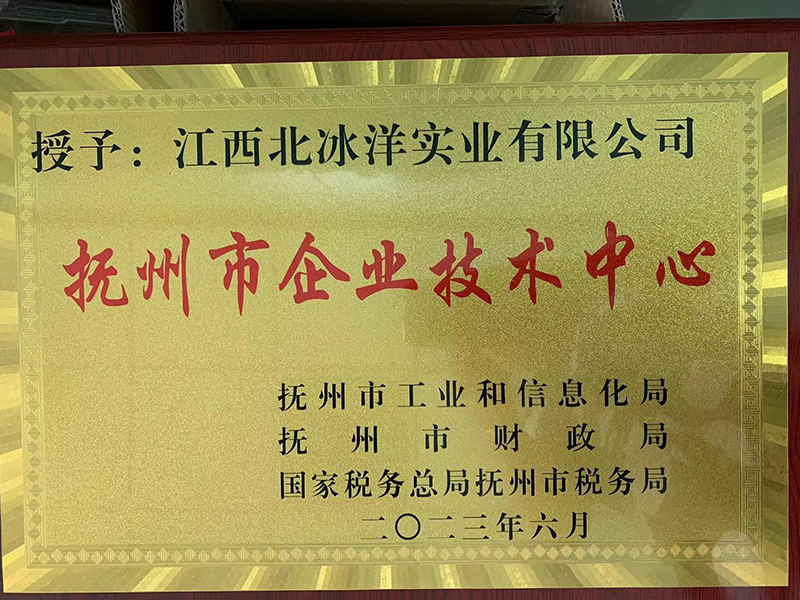 授予：江西北冰洋实业有限公司
抚州市企业技术中心
抚州市工业和信息化局
抚州市财政局
国家税务总局抚州市税务局
二〇二三年六月